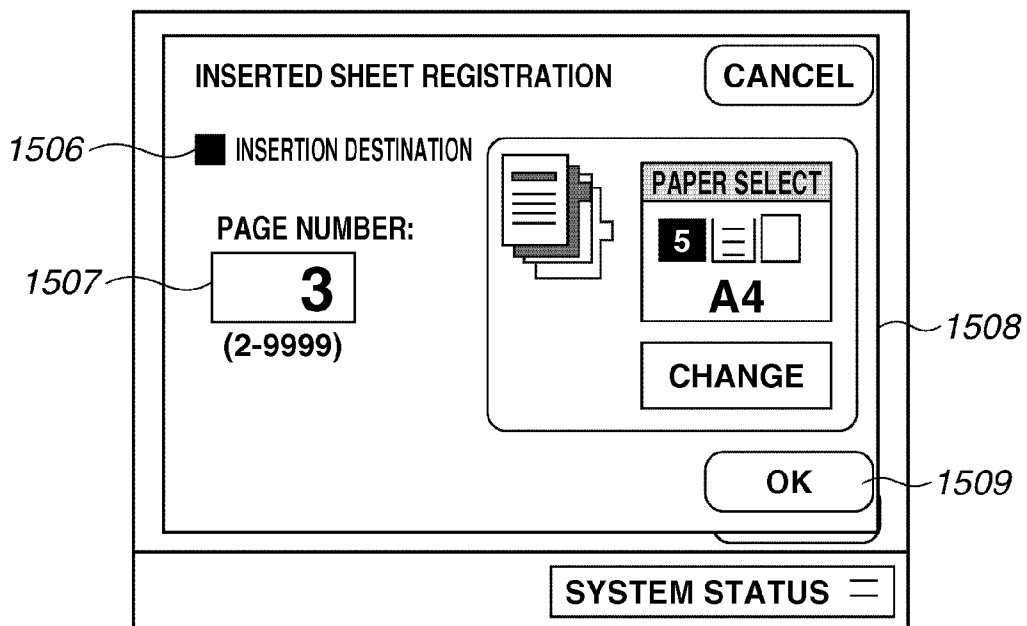 INSERTED SHEET REGISTRATION
CANCEL
1506
INSERTION DESTINATION
PAPER SELECT
PAGE NUMBER:
5
1507
3
A4
(2-9999)
1508
CHANGE
OK
1509
SYSTEM STATUS